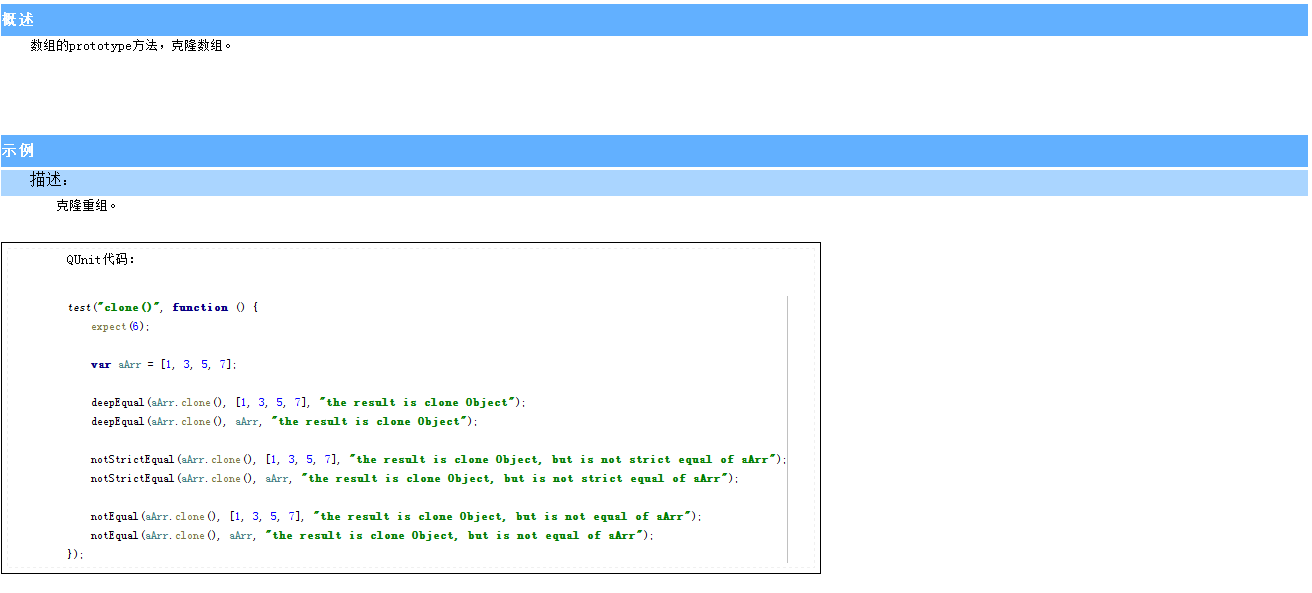 概述
数组的prototype方法，克隆数组。
示例
描述：
克隆重组。
QUnit代码：
test("clone()", function () {
expect(6);
var aArr = [1, 3, 5, 7];
deepEqual(aArr.clone(), [1, 3, 5, 7], "the result is clone Object");
deepEqual(aArr.clone(), aArr, "the result is clone Object");
notStrictEqual(aArr.clone(), [1, 3, 5, 7], "the result is clone Object, but is not strict equal of aArr");
notStrictEqual(aArr.clone(), aArr, "the result is clone Object, but is not strict equal of aArr");
notEqual(aArr.clone(), [1, 3, 5, 7], "the result is clone Object, but is not equal of aArr");
notEqual(aArr.clone(), aArr, "the result is clone Object, but is not equal of aArr");
});